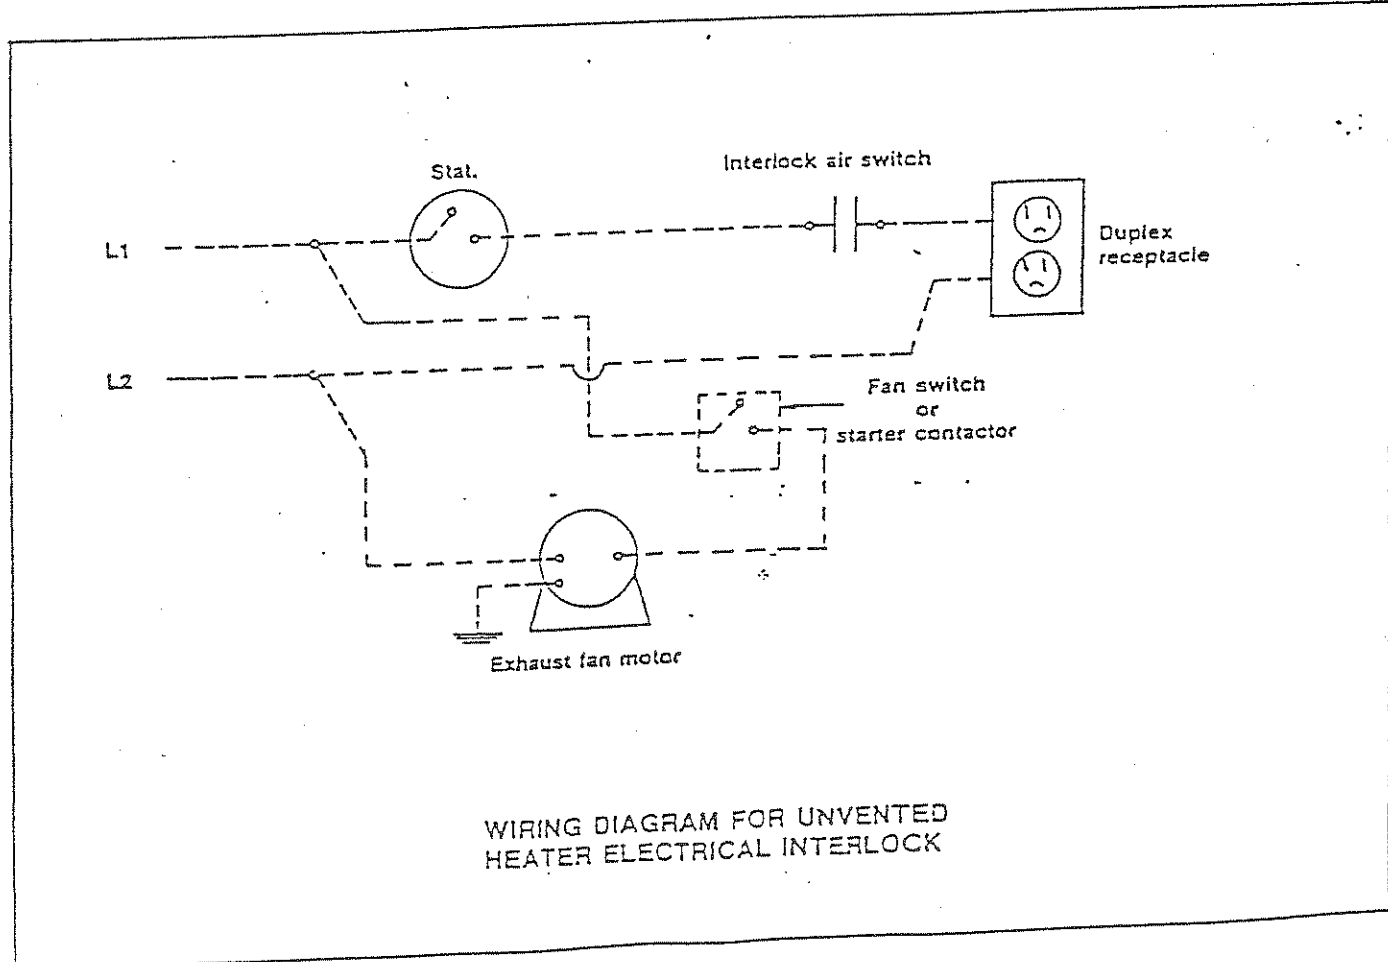 Stat.
Interlock air switch
L1
Duplex
receptacle
L2
Fan switch
or
starter contactor
Exhaust fan motor
WIRING DIAGRAM FOR UNVENTED
HEATER ELECTRICAL INTERLOCK